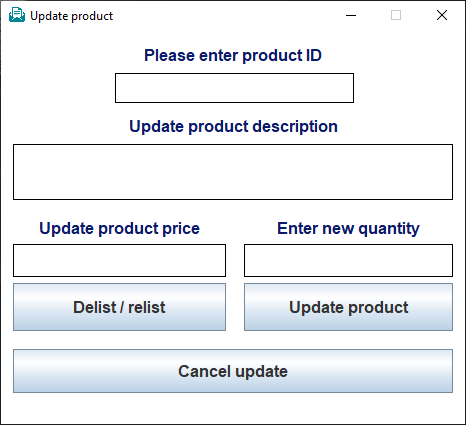 Update product
Please enter product ID
Update product description
Update product price
Enter new quantity
Delist / relist
Update product
Cancel update